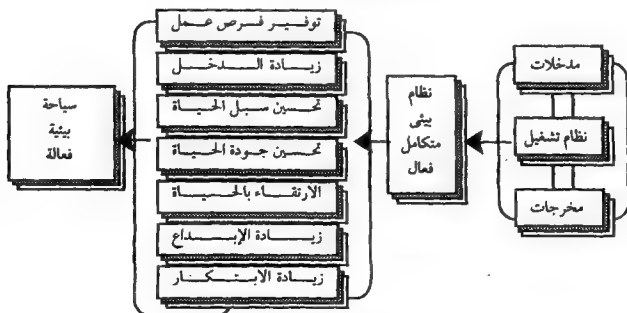 مدخلات
نظام تشغيل
مخرجات
نظام
بيئى
متكامل
فعال
توفير فرص عمل
زيادة الدخل
تحسين سبل الحياة
تحسين جودة الحياة
الارتقاء بالحياة
زيادة الإبداع
زيادة الابتكار
سياحة
بيئية
فعالة